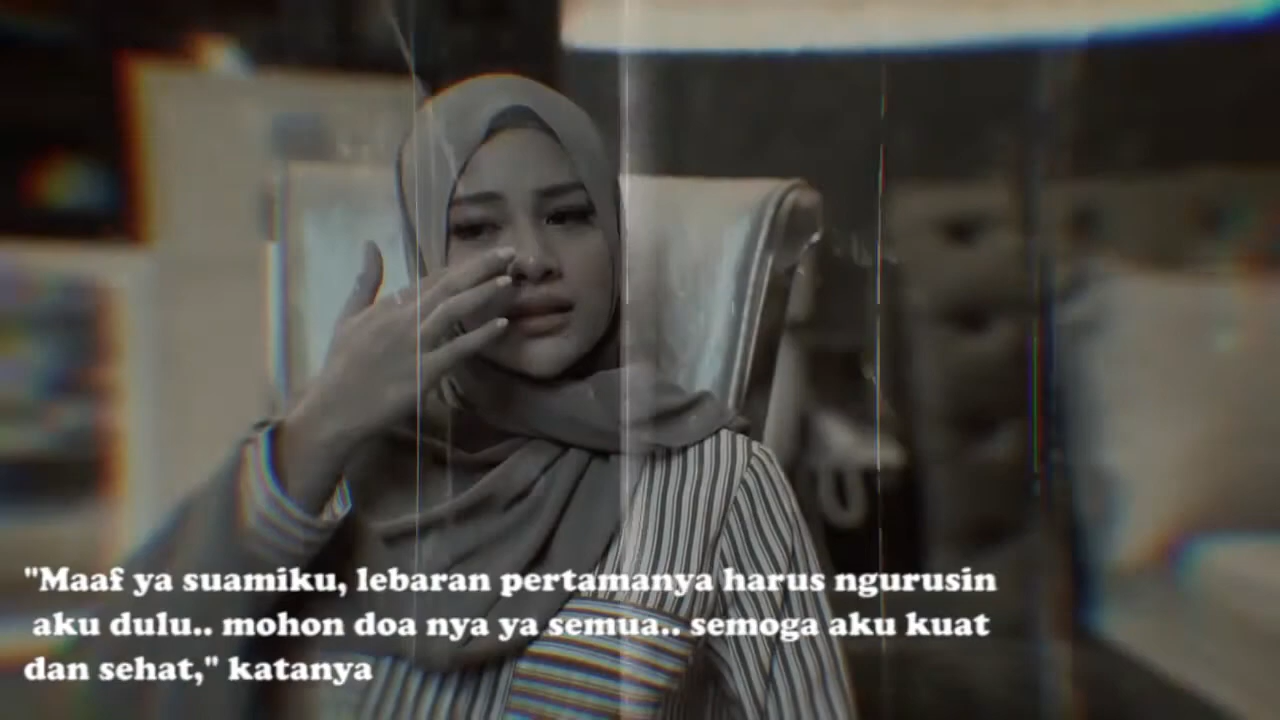 "Maaf ya suamiku, lebaran pertamanya harus ngurusin
aku dulu.. mohon doa nya ya semua.. semoga aku kuat
dan sehat," katanya